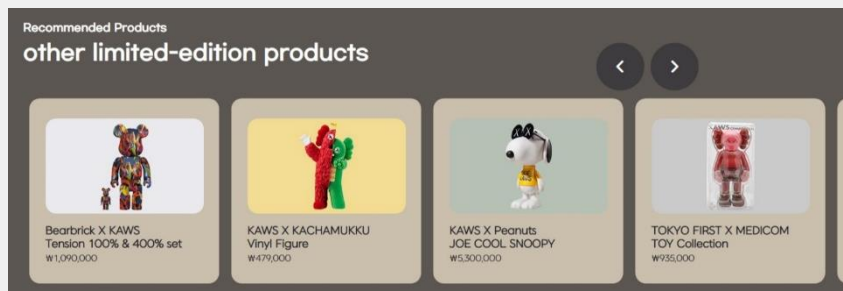 Recommended Products
other limited-edition products
Bearbrick X KAWS
Tension 100% & 400% set
₩1,090,000
KAWS X KACHAMUKKU
Vinyl Figure
₩479,000
KAWS X Peanuts
JOE COOL SNOOPY
₩5,300,000
KAWS
TOKYO FIRST X MEDICOM
TOY Collection
₩935,000